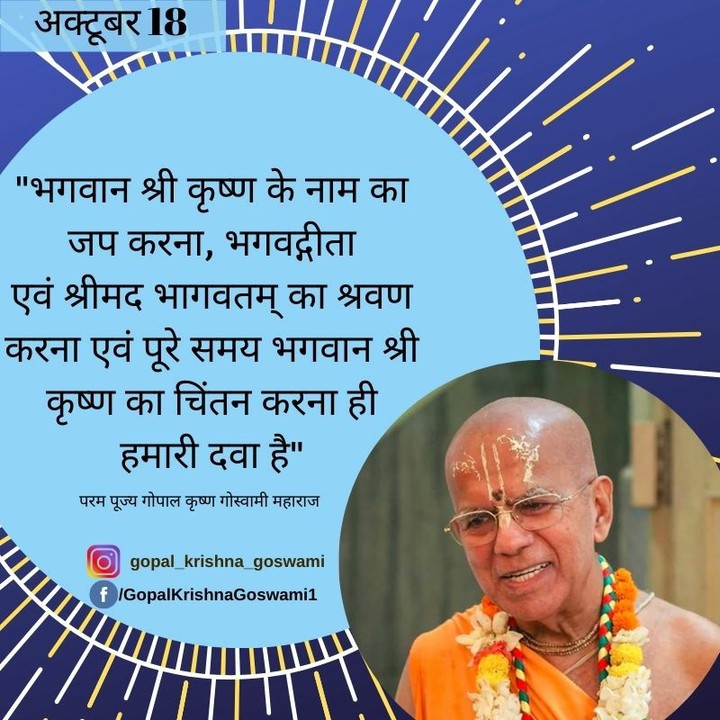 अक्टूबर 18
"भगवान श्री कृष्ण के नाम का
जप करना, भगवद्गीता
एवं श्रीमद भागवतम् का श्रवण
करना एवं पूरे समय भगवान श्री
कृष्ण का चिंतन करना ही
हमारी दवा है"
परम पूज्य गोपाल कृष्ण गोस्वामी महाराज
gopal_krishna_goswami
f /GopalKrishnaGoswami1